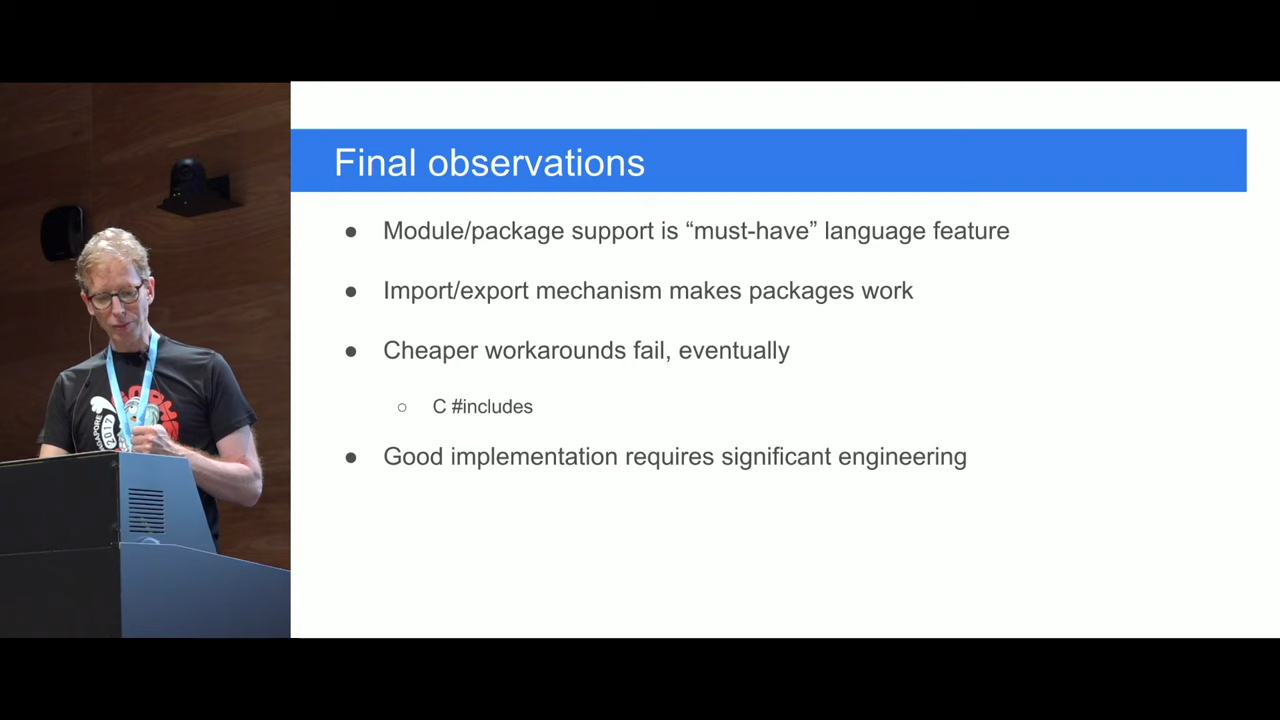 Final observations
● Module/package support is “must-have” language feature
● Import/export mechanism makes packages work
● Cheaper workarounds fail, eventually
○ C #includes
● Good implementation requires significant engineering
2017